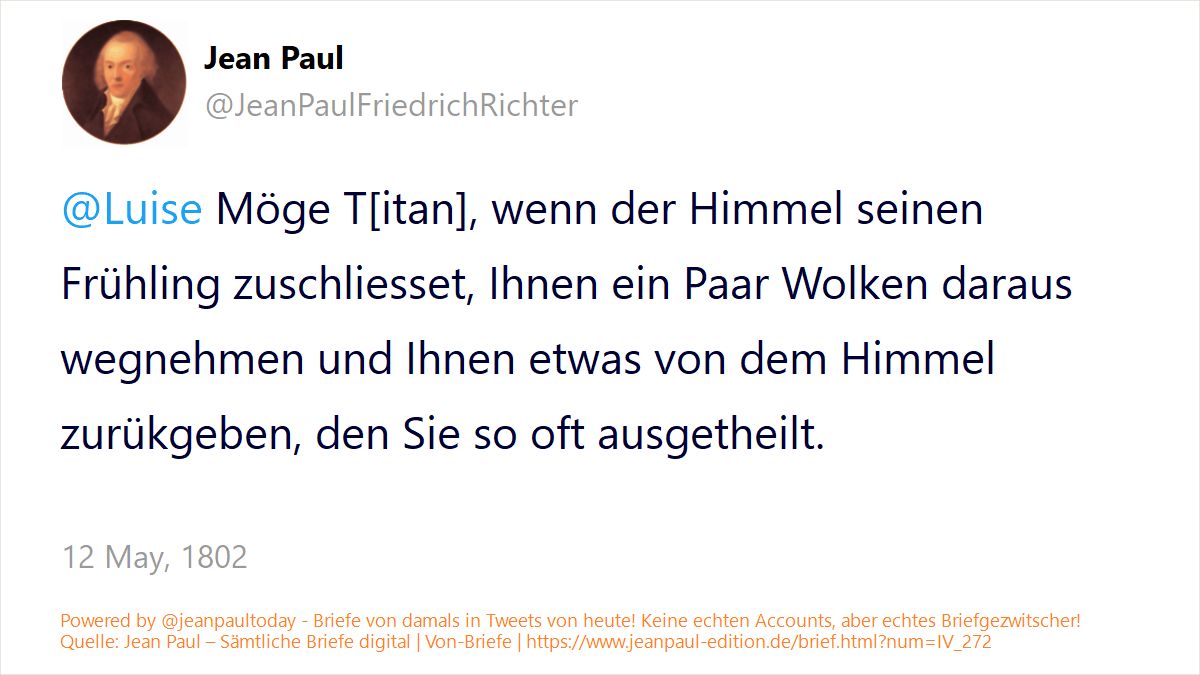 Jean Paul
@JeanPaulFriedrichRichter
@Luise Möge T[itan], wenn der Himmel seinen
Frühling zuschliesset, Ihnen ein Paar Wolken daraus
wegnehmen und Ihnen etwas von dem Himmel
zurükgeben, den Sie so oft ausgetheilt.
12 May, 1802
Powered by @jeanpaultoday - Briefe von damals in Tweets von heute! Keine echten Accounts, aber echtes Briefgezwitscher!
Quelle: Jean Paul – Sämtliche Briefe digital | Von-Briefe | https://www.jeanpaul-edition.de/brief.html?num=IV_272